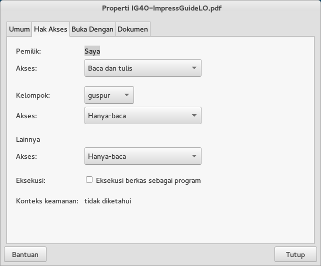 Properti IG40-ImpressGuideLO.pdf
Umum Hak Akses Buka Dengan Dokumen
Pemilik: Saya
Akses: Baca dan tulis
Kelompok: guspur
Akses: Hanya-baca
Lainnya
Akses: Hanya-baca
Eksekusi: Eksekusi berkas sebagai program
Konteks keamanan: tidak diketahui
Bantuan Tutup